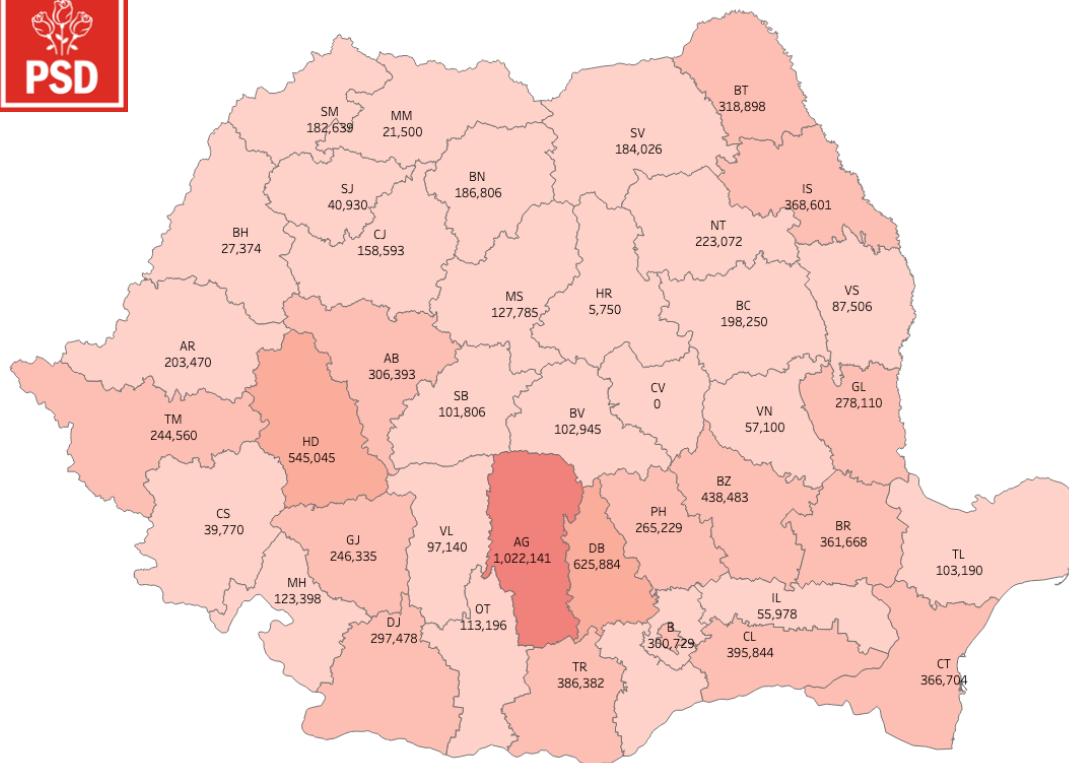 PSD
BT
318,898
SM
182,639
MM
21,500
SV
184,026
BN
186,806
SJ
40,930
IS
368,601
BH
27,374
CJ
158,593
NT
223,072
MS
127,785
HR
5,750
BC
198,250
VS
87,506
AR
203,470
AB
306,393
SB
101,806
BV
102,945
CV
0
VN
57,100
GL
278,110
TM
244,560
HD
545,045
CS
39,770
GJ
246,335
VL
97,140
AG
1,022,141
DB
625,884
PH
265,229
BZ
438,483
BR
361,668
TL
103,190
MH
123,398
DJ
297,478
OT
113,196
B
300,729
IL
55,978
CL
395,844
TR
386,382
CT
366,704